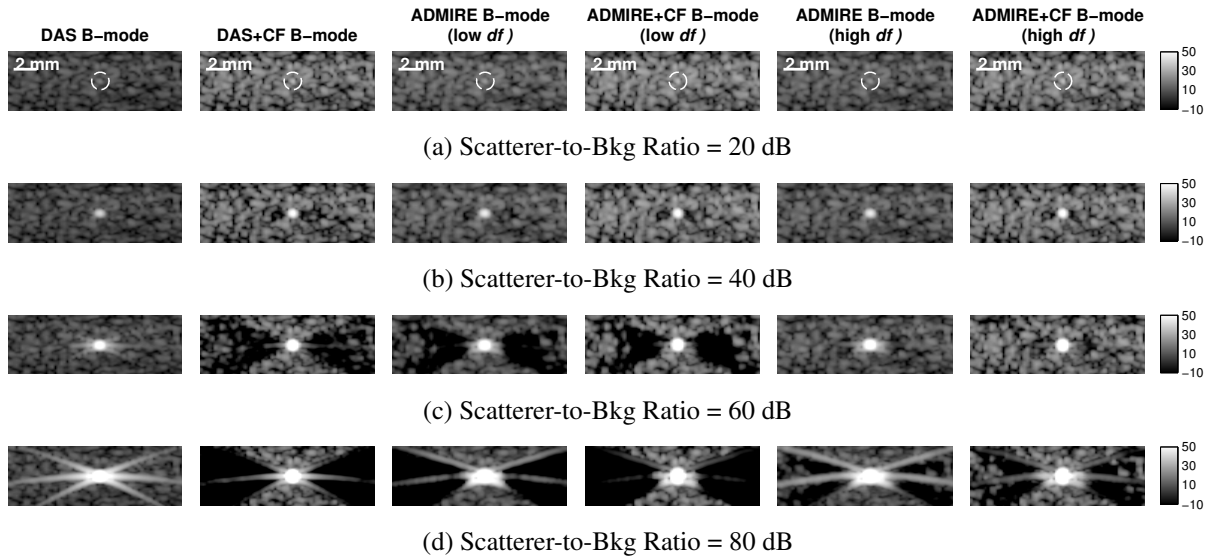 DAS B−mode
DAS+CF B−mode
ADMIRE B−mode
(low df )
ADMIRE+CF B−mode
(low df )
ADMIRE B−mode
(high df )
ADMIRE+CF B−mode
(high df )
2 mm
2 mm
2 mm
2 mm
2 mm
2 mm
50
30
10
−10
(a) Scatterer-to-Bkg Ratio = 20 dB
50
30
10
−10
(b) Scatterer-to-Bkg Ratio = 40 dB
50
30
10
−10
(c) Scatterer-to-Bkg Ratio = 60 dB
50
30
10
−10
(d) Scatterer-to-Bkg Ratio = 80 dB